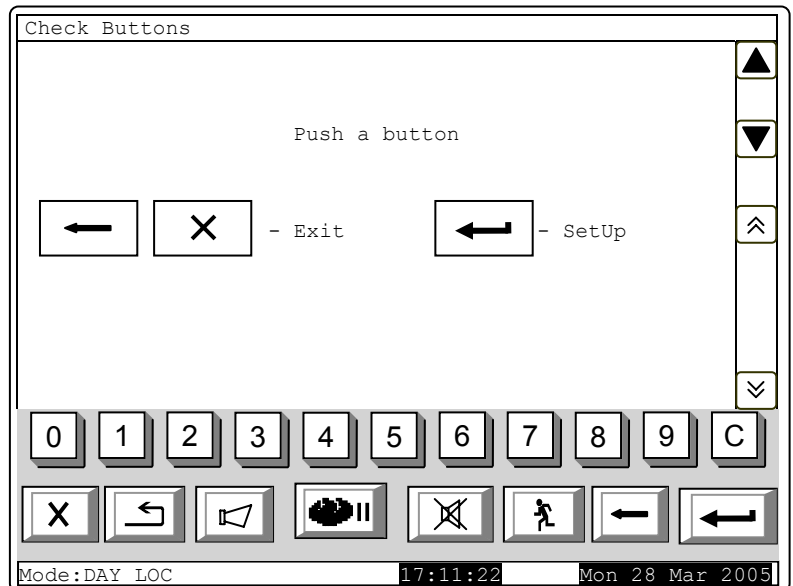 Check Buttons
Push a button
- Exit
- SetUp
0 1 2 3 4 5 6 7 8 9 C
Mode:DAY LOC 17:11:22 Mon 28 Mar 2005